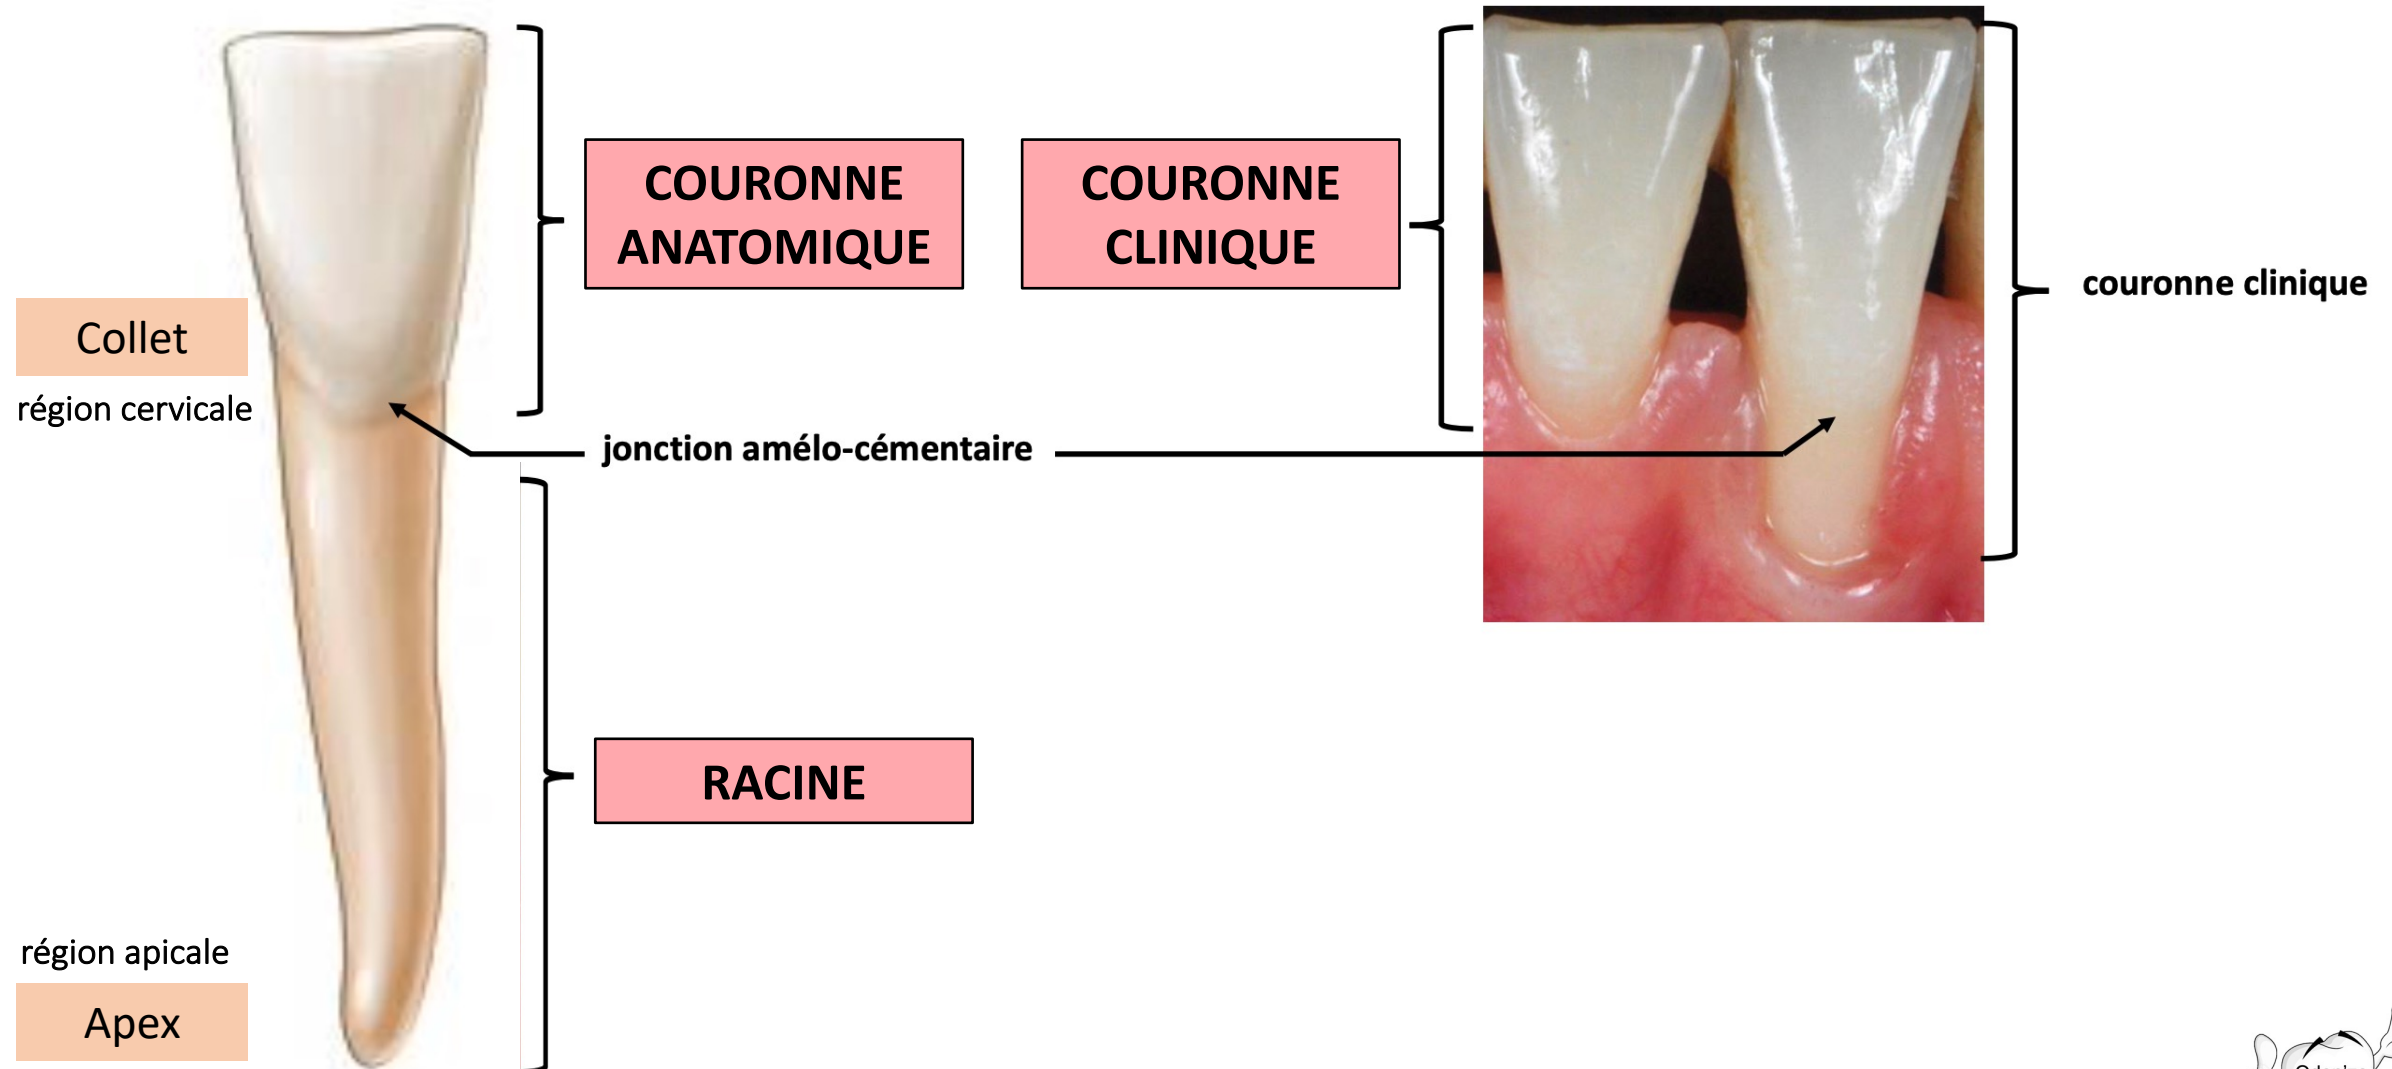 COURONNE
ANATOMIQUE
COURONNE
CLINIQUE
couronne clinique
Collet
région cervicale
jonction amélo-cémentaire
RACINE
région apicale
Apex